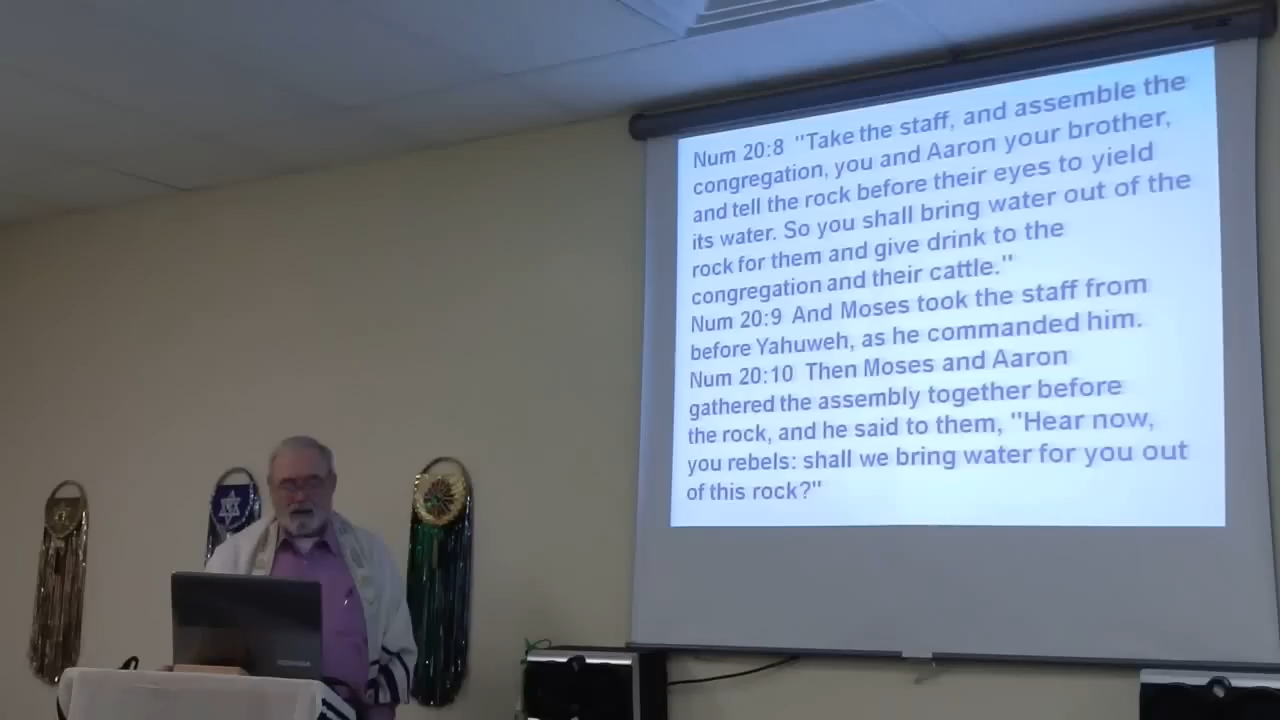 Num 20:8 "Take the staff, and assemble the
congregation, you and Aaron your brother,
and tell the rock before their eyes to yield
its water. So you shall bring water out of the
rock for them and give drink to the
congregation and their cattle."
Num 20:9 And Moses took the staff from
before Yahuweh, as he commanded him.
Num 20:10 Then Moses and Aaron
gathered the assembly together before
the rock, and he said to them, "Hear now,
you rebels: shall we bring water for you out
of this rock?"
TOSHIBA